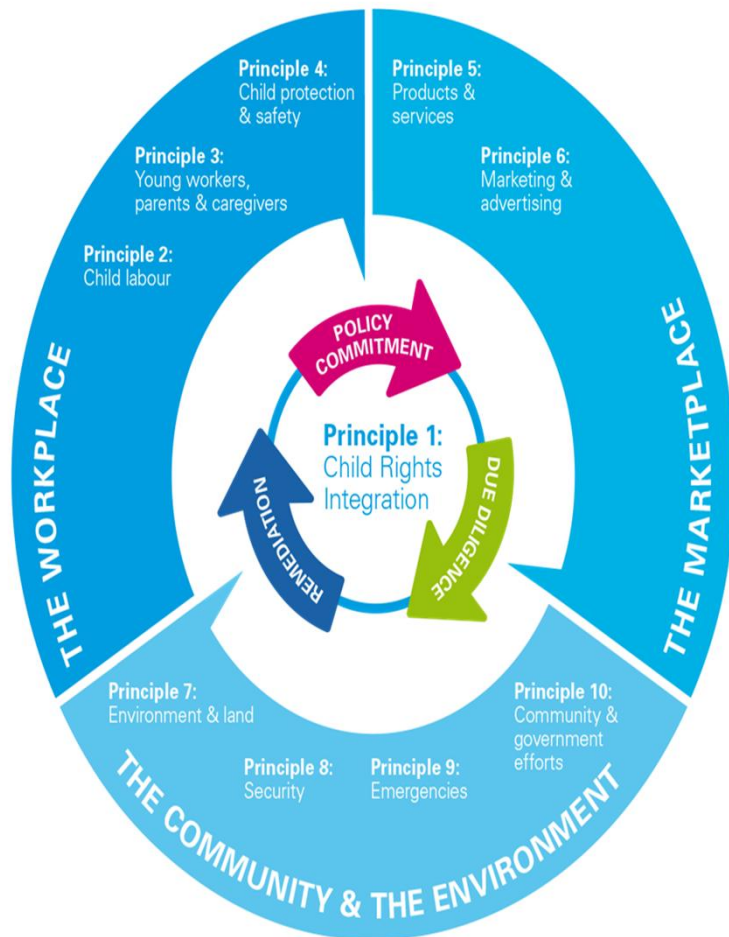 Principle 4:
Child protection
& safety
Principle 3:
Young workers,
parents & caregivers
Principle 2:
Child labour
THE WORKPLACE
Principle 5:
Products &
services
Principle 6:
Marketing &
advertising
THE MARKETPLACE
POLICY
COMMITMENT
DUE DILIGENCE
REMEDIATION
Principle 1:
Child Rights
Integration
Principle 7:
Environment & land
Principle 8:
Security
Principle 9:
Emergencies
Principle 10:
Community &
government
efforts
THE COMMUNITY & THE ENVIRONMENT